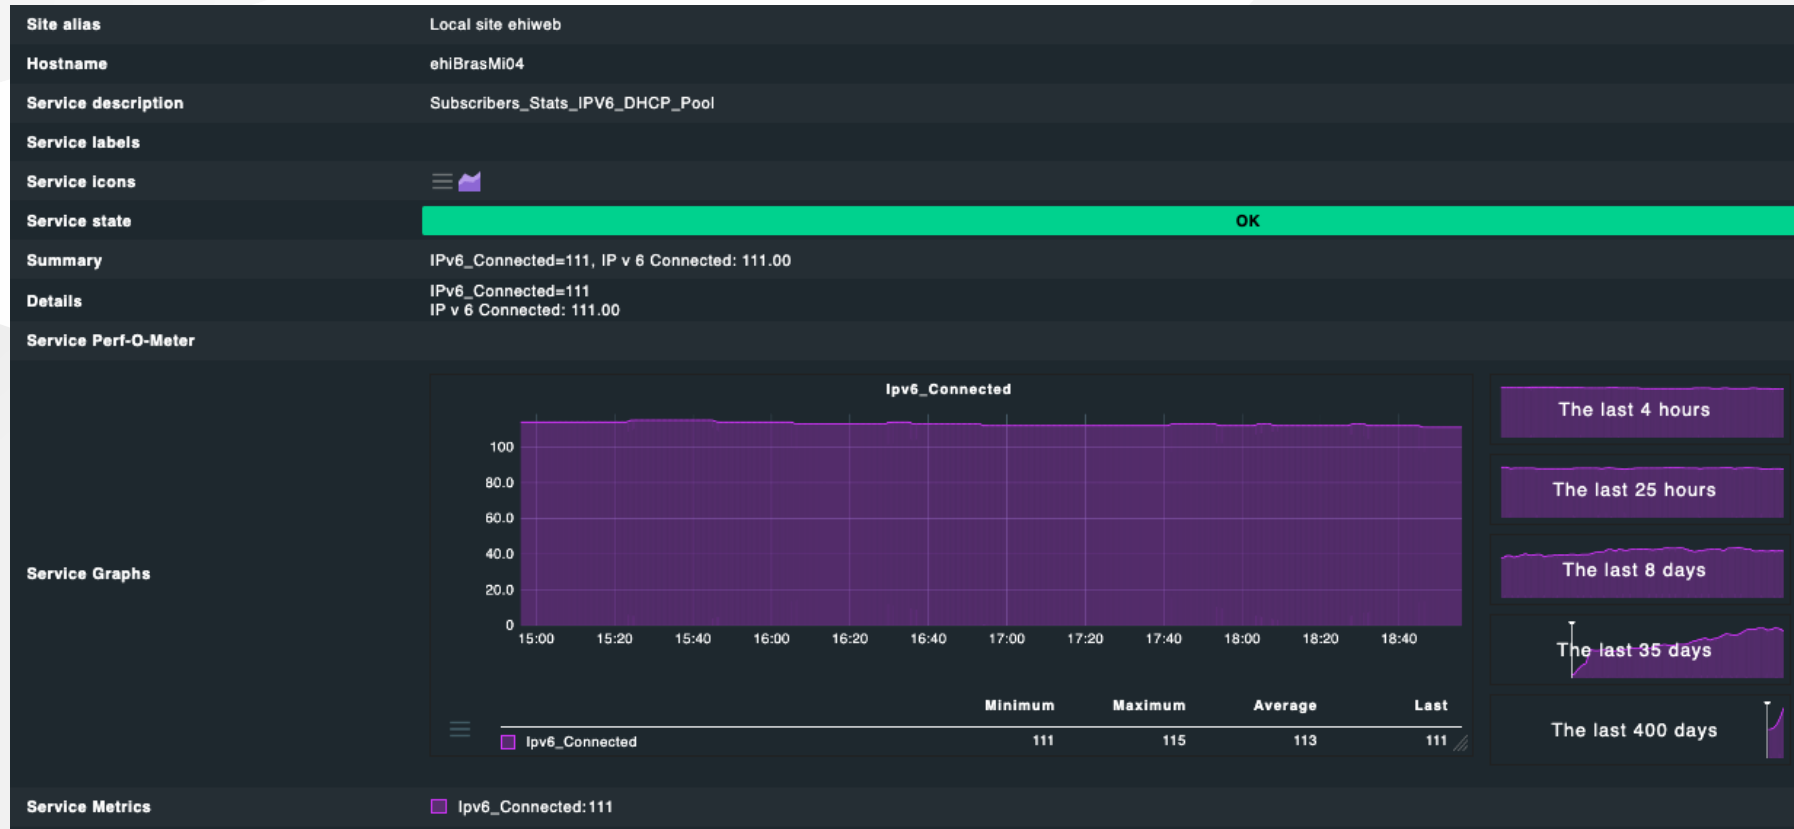 Site alias Local site ehiweb
Hostname ehiBrasMi04
Service description Subscribers_Stats_IPV6_DHCP_Pool
Service labels
Service icons
Service state OK
Summary IPv6_Connected=111, IP v 6 Connected: 111.00
Details IPv6_Connected=111
IP v 6 Connected: 111.00
Service Perf-O-Meter
Service Graphs
Ipv6_Connected
100
80.0
60.0
40.0
20.0
0
15:00 15:20 15:40 16:00 16:20 16:40 17:00 17:20 17:40 18:00 18:20 18:40
Minimum Maximum Average Last
Ipv6_Connected 111 115 113 111
The last 4 hours
The last 25 hours
The last 8 days
The last 35 days
The last 400 days
Service Metrics Ipv6_Connected:111